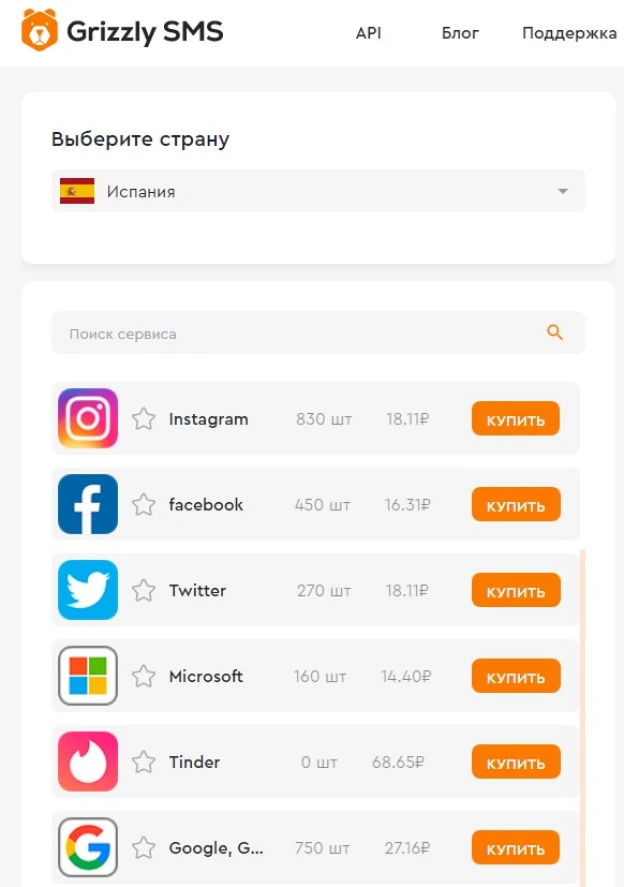 Grizzly SMS API Блог Поддержка
Выберите страну
Испания
Поиск сервиса
Instagram 830 шт 18.11₽ КУПИТЬ
facebook 450 шт 16.31₽ КУПИТЬ
Twitter 270 шт 18.11₽ КУПИТЬ
Microsoft 160 шт 14.40₽ КУПИТЬ
Tinder 0 шт 68.65₽ КУПИТЬ
Google, G... 750 шт 27.16₽ КУПИТЬ